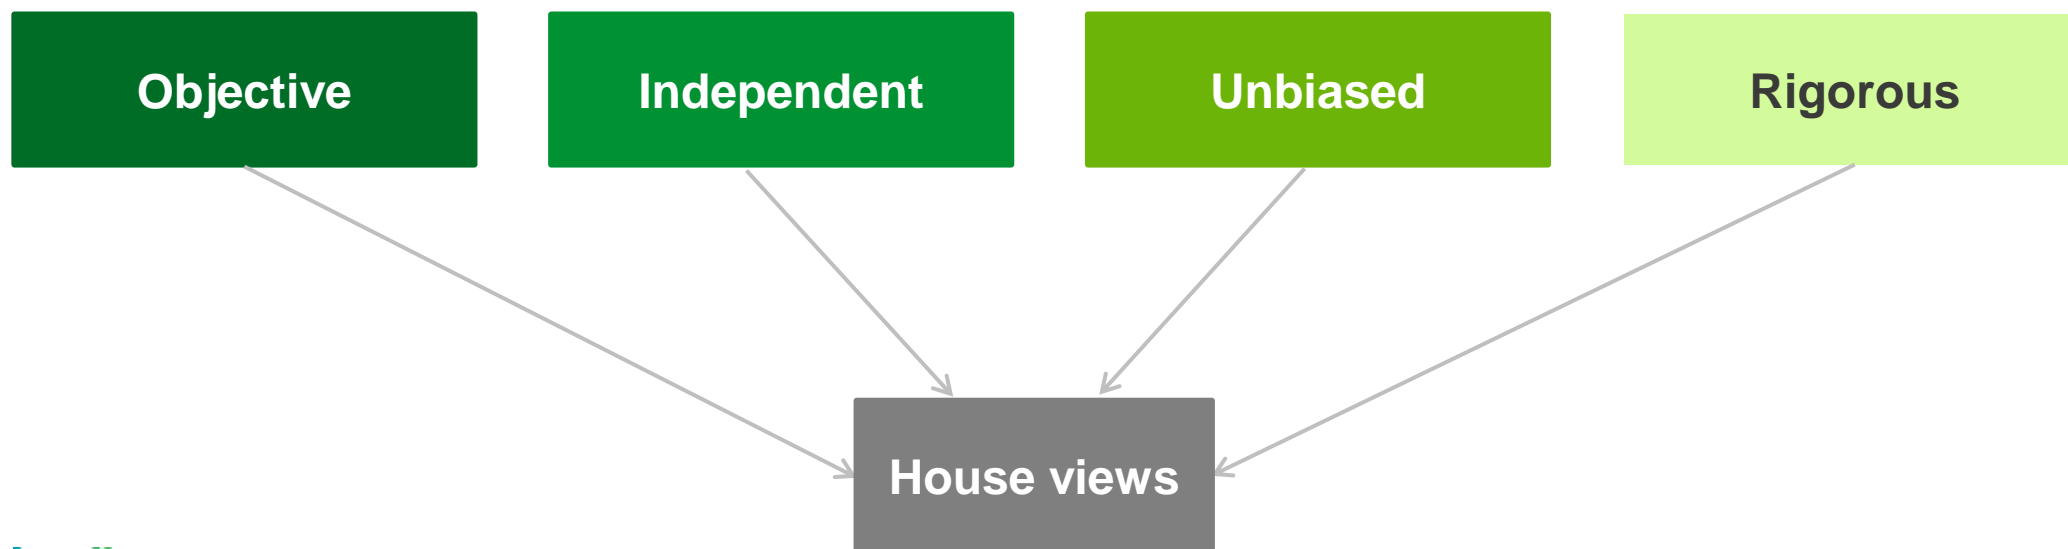 Objective
Independent
Unbiased
Rigorous
House views